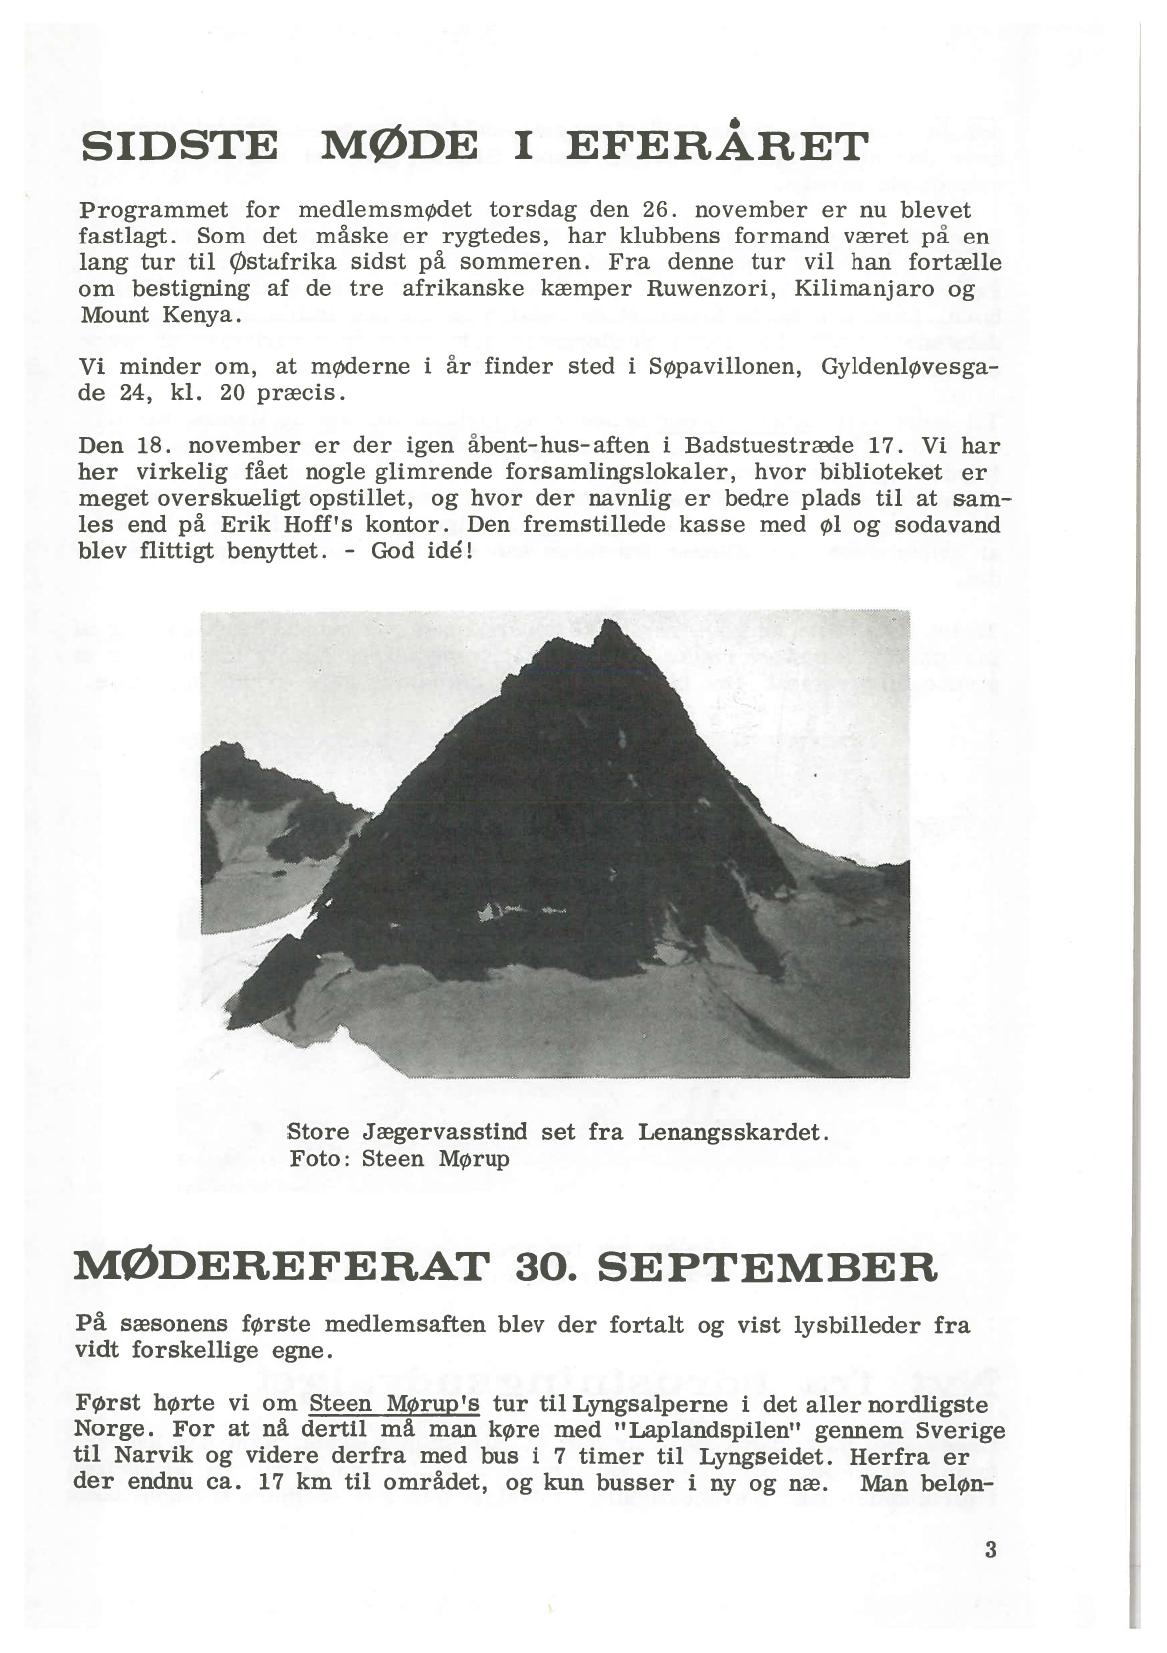 SIDSTE MØDE I EFERÅRET
Programmet for medlemsmødet torsdag den 26. november er nu blevet
fastlagt. Som det måske er rygtedes, har klubbens formand været på en
lang tur til Østafrika sidst på sommeren. Fra denne tur vil han fortælle
om bestigning af de tre afrikanske kæmper Ruwenzori, Kilimanjaro og
Mount Kenya.
Vi minder om, at møderne i år finder sted i Søpavillonen, Gyldenløvesga-
de 24, kl. 20 præcis.
Den 18. november er der igen åbent-hus-aften i Badstuestræde 17. Vi har
her virkelig fået nogle glimrende forsamlingslokaler, hvor biblioteket er
meget overskueligt opstillet, og hvor der navnlig er bedre plads til at sam-
les end på Erik Hoff's kontor. Den fremstillede kasse med øl og sodavand
blev flittigt benyttet. - God idé!
Store Jægervasstind set fra Lenangsskardet.
Foto: Steen Mørup
MØDEREFERAT 30. SEPTEMBER
På sæsonens første medlemsaften blev der fortalt og vist lysbilleder fra
vidt forskellige egne.
Først hørte vi om Steen Mørup's tur til Lyngsalperne i det aller nordligste
Norge. For at nå dertil må man køre med "Laplandspilen" gennem Sverige
til Narvik og videre derfra med bus i 7 timer til Lyngseidet. Herfra er
der endnu ca. 17 km til området, og kun busser i ny og næ. Man beløn-
3